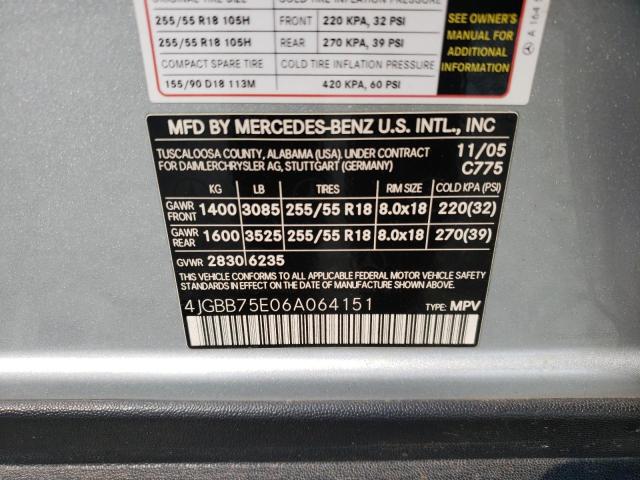 255/55 R18 105H FRONT 220 KPA, 32 PSI
255/55 R18 105H REAR 270 KPA, 39 PSI
COMPACT SPARE TIRE COLD TIRE INFLATION PRESSURE
155/90 D18 113M 420 KPA, 60 PSI
SEE OWNER'S
MANUAL FOR
ADDITIONAL
INFORMATION
A 164
MFD BY MERCEDES-BENZ U.S. INTL., INC
TUSCALOOSA COUNTY, ALABAMA (USA). UNDER CONTRACT 11/05
FOR DAIMLERCHRYSLER AG, STUTTGART (GERMANY) C775
KG LB TIRES RIM SIZE COLD KPA (PSI)
GAWR FRONT 1400 3085 255/55 R18 8.0x18 220(32)
GAWR REAR 1600 3525 255/55 R18 8.0x18 270(39)
GVWR 2830 6235
THIS VEHICLE CONFORMS TO ALL APPLICABLE FEDERAL MOTOR VEHICLE SAFETY
STANDARDS IN EFFECT ON THE DATE OF MANUFACTURE SHOWN ABOVE.
4JGBB75E06A064151 TYPE: MPV